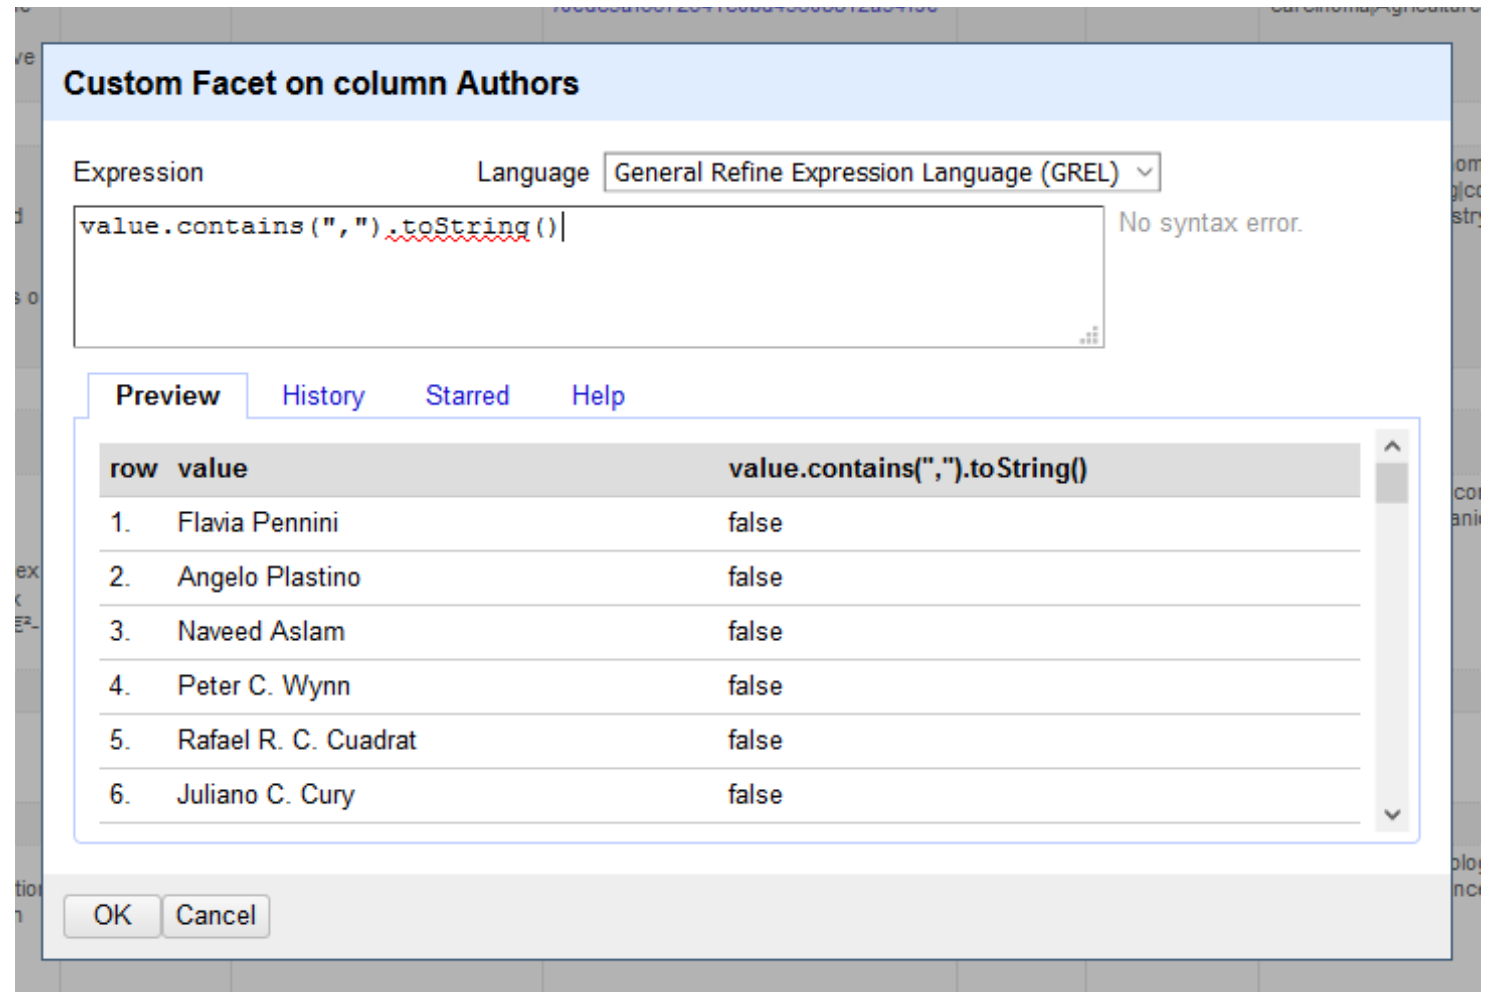 Custom Facet on column Authors
Expression
Language General Refine Expression Language (GREL)
value.contains(",").toString()
No syntax error.
Preview History Starred Help
row value value.contains(",").toString()
1. Flavia Pennini false
2. Angelo Plastino false
3. Naveed Aslam false
4. Peter C. Wynn false
5. Rafael R. C. Cuadrat false
6. Juliano C. Cury false
OK Cancel